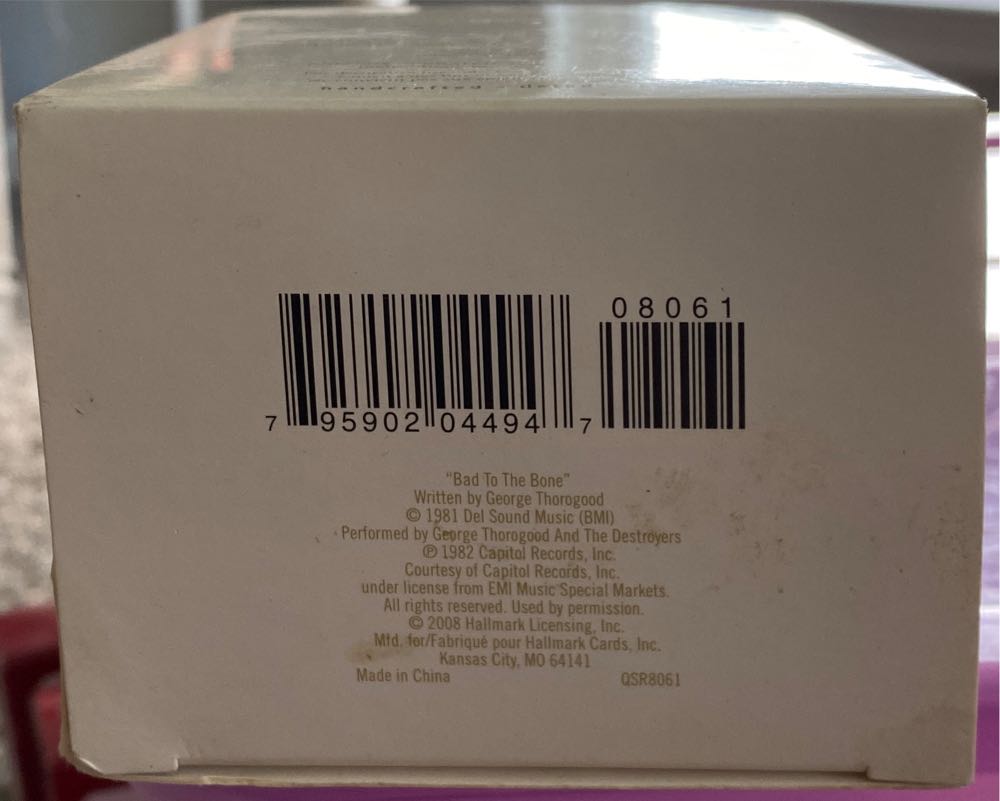 handcrafted
08061
7 95902 04494 7
"Bad To The Bone"
Written by George Thorogood
© 1981 Del Sound Music (BMI)
Performed by George Thorogood And The Destroyers
℗ 1982 Capitol Records, Inc.
Courtesy of Capitol Records, Inc.
under license from EMI Music Special Markets.
All rights reserved. Used by permission.
© 2008 Hallmark Licensing, Inc.
Mfd. for/Fabriqué pour Hallmark Cards, Inc.
Kansas City, MO 64141
Made in China QSR8061